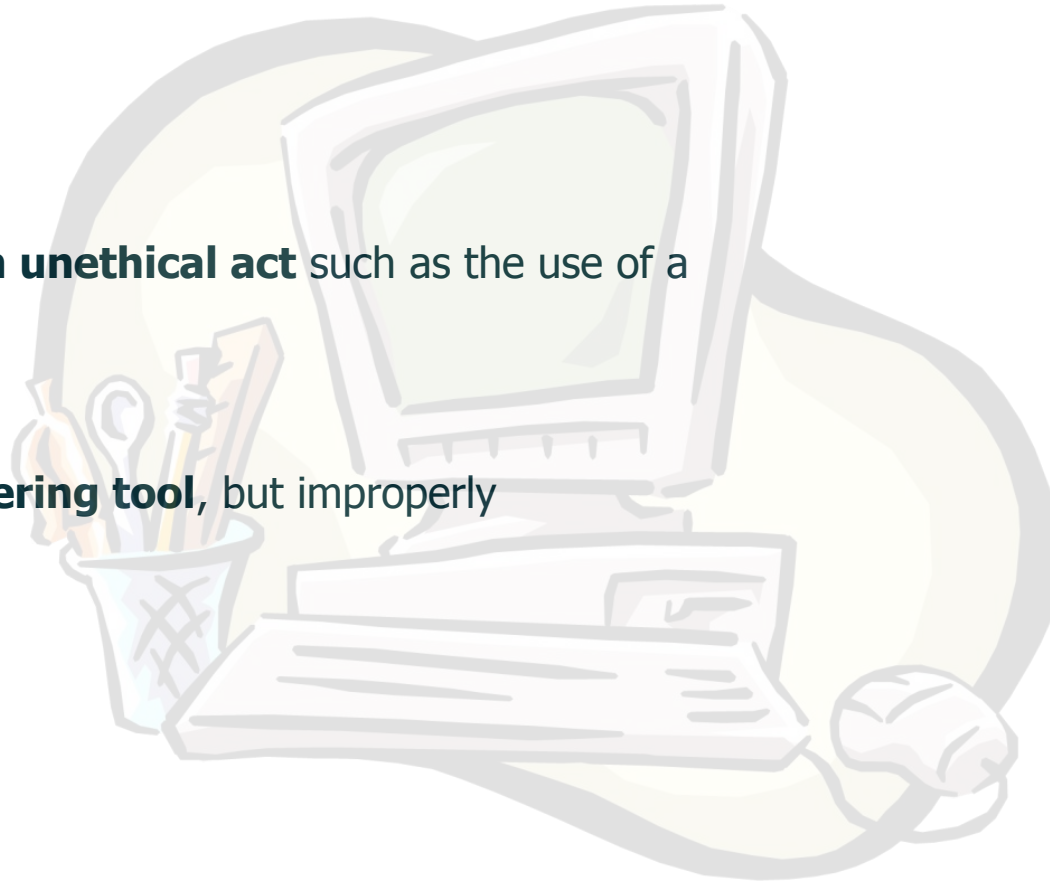 unethical act such as the use of a
ering tool, but improperly